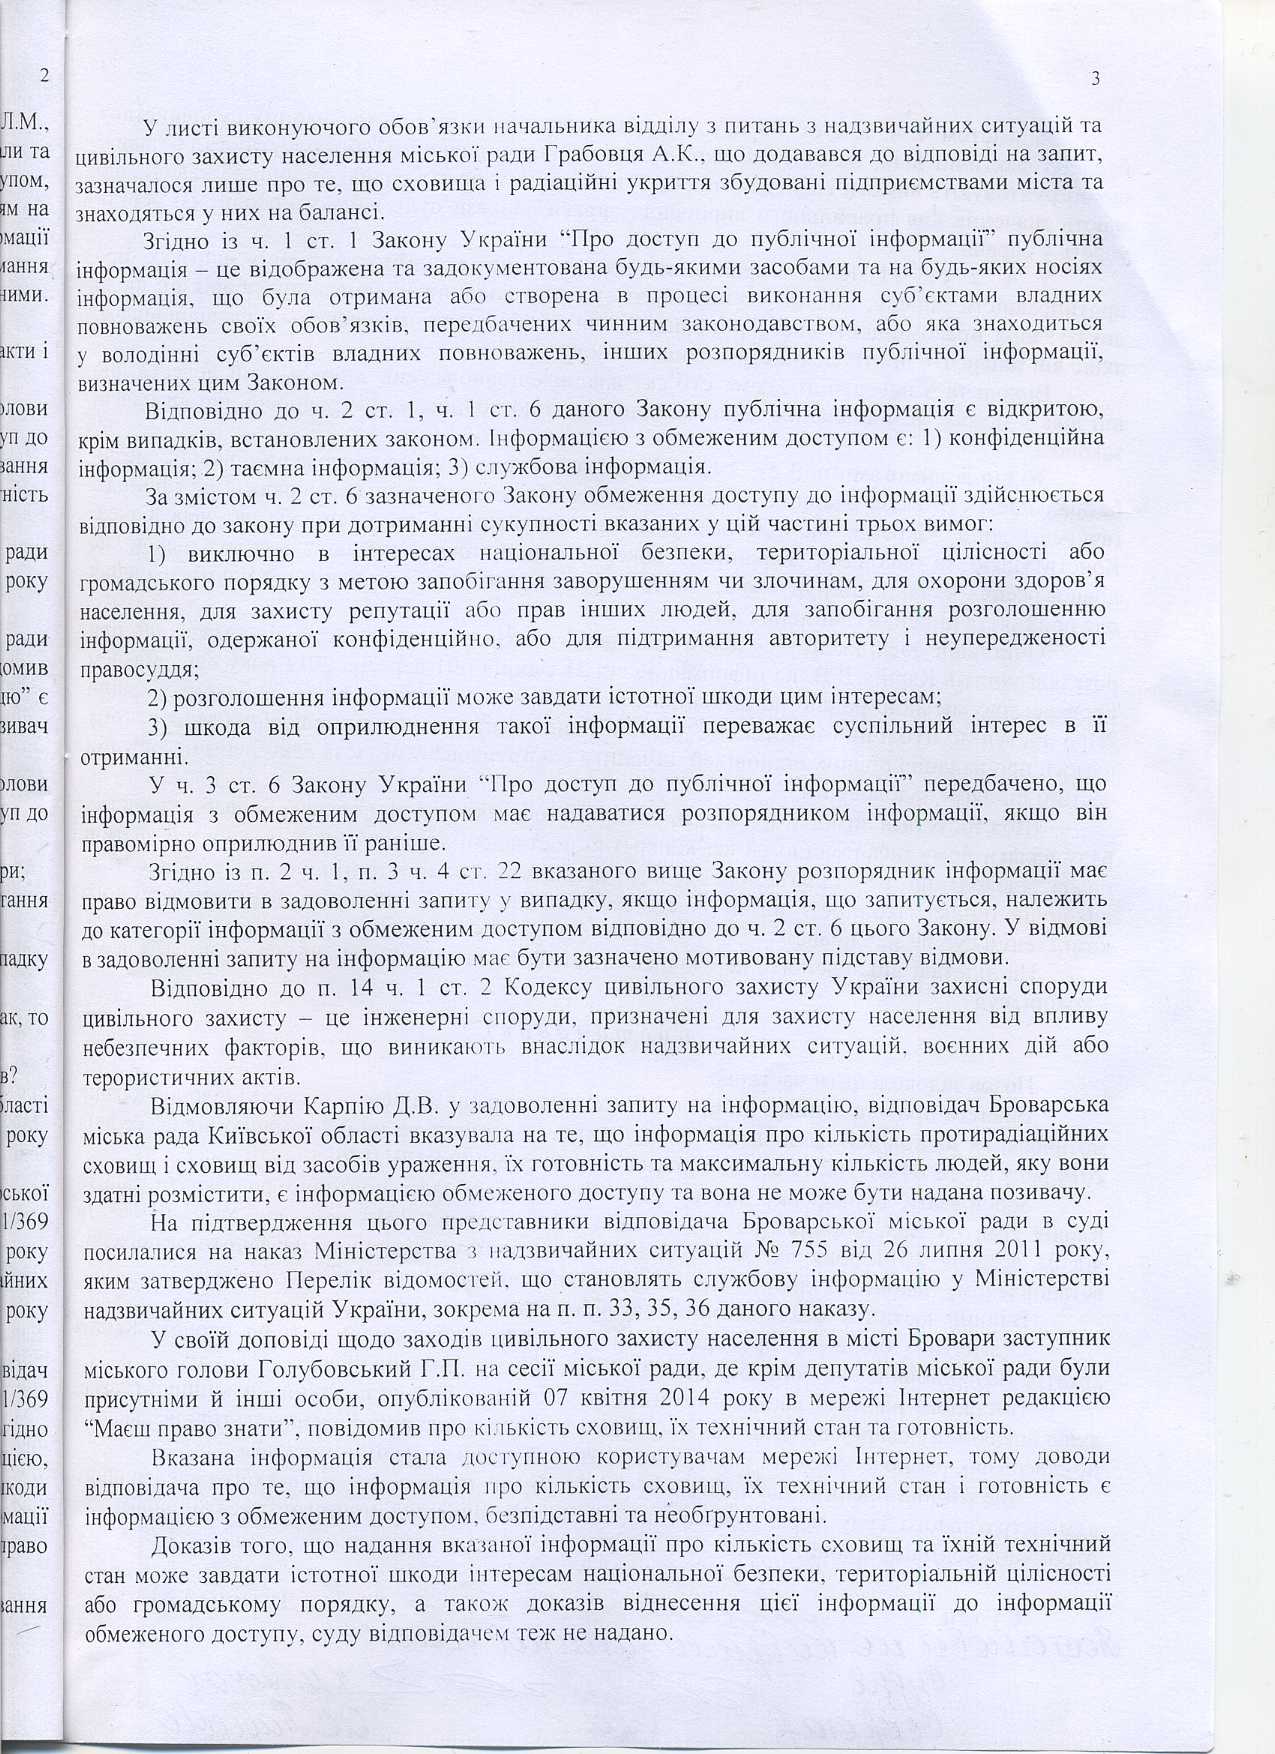 2
Л.М.,
ли та
упом,
ям на
мації
мання
ними.
акти і
олови
уп до
вання
ність
ради
року
ради
домив
цію” є
зивач
олови
уп до
ри;
гання
падку
ак, то
в?
бласті
року
ської
1/369
року
айних
року
відач
1/369
гідно
цією,
шкоди
мації
право
вання
3
У листі виконуючого обов’язки начальника відділу з питань з надзвичайних ситуацій та
цивільного захисту населення міської ради Грабовця А.К., що додавався до відповіді на запит,
зазначалося лише про те, що сховища і радіаційні укриття збудовані підприємствами міста та
знаходяться у них на балансі.
Згідно із ч. 1 ст. 1 Закону України “Про доступ до публічної інформації” публічна
інформація – це відображена та задокументована будь-якими засобами та на будь-яких носіях
інформація, що була отримана або створена в процесі виконання суб’єктами владних
повноважень своїх обов’язків, передбачених чинним законодавством, або яка знаходиться
у володінні суб’єктів владних повноважень, інших розпорядників публічної інформації,
визначених цим Законом.
Відповідно до ч. 2 ст. 1, ч. 1 ст. 6 даного Закону публічна інформація є відкритою,
крім випадків, встановлених законом. Інформацією з обмеженим доступом є: 1) конфіденційна
інформація; 2) таємна інформація; 3) службова інформація.
За змістом ч. 2 ст. 6 зазначеного Закону обмеження доступу до інформації здійснюється
відповідно до закону при дотриманні сукупності вказаних у цій частині трьох вимог:
1) виключно в інтересах національної безпеки, територіальної цілісності або
громадського порядку з метою запобігання заворушенням чи злочинам, для охорони здоров’я
населення, для захисту репутації або прав інших людей, для запобігання розголошенню
інформації, одержаної конфіденційно, або для підтримання авторитету і неупередженості
правосуддя;
2) розголошення інформації може завдати істотної шкоди цим інтересам;
3) шкода від оприлюднення такої інформації переважає суспільний інтерес в її
отриманні.
У ч. 3 ст. 6 Закону України “Про доступ до публічної інформації” передбачено, що
інформація з обмеженим доступом має надаватися розпорядником інформації, якщо він
правомірно оприлюднив її раніше.
Згідно із п. 2 ч. 1, п. 3 ч. 4 ст. 22 вказаного вище Закону розпорядник інформації має
право відмовити в задоволенні запиту у випадку, якщо інформація, що запитується, належить
до категорії інформації з обмеженим доступом відповідно до ч. 2 ст. 6 цього Закону. У відмові
в задоволенні запиту на інформацію має бути зазначено мотивовану підставу відмови.
Відповідно до п. 14 ч. 1 ст. 2 Кодексу цивільного захисту України захисні споруди
цивільного захисту – це інженерні споруди, призначені для захисту населення від впливу
небезпечних факторів, що виникають внаслідок надзвичайних ситуацій, воєнних дій або
терористичних актів.
Відмовляючи Карпію Д.В. у задоволенні запиту на інформацію, відповідач Броварська
міська рада Київської області вказувала на те, що інформація про кількість протирадіаційних
сховищ і сховищ від засобів ураження, їх готовність та максимальну кількість людей, яку вони
здатні розмістити, є інформацією обмеженого доступу та вона не може бути надана позивачу.
На підтвердження цього представники відповідача Броварської міської ради в суді
посилалися на наказ Міністерства з надзвичайних ситуацій № 755 від 26 липня 2011 року,
яким затверджено Перелік відомостей, що становлять службову інформацію у Міністерстві
надзвичайних ситуацій України, зокрема на п. п. 33, 35, 36 даного наказу.
У своїй доповіді щодо заходів цивільного захисту населення в місті Бровари заступник
міського голови Голубовський Г.П. на сесії міської ради, де крім депутатів міської ради були
присутніми й інші особи, опублікованій 07 квітня 2014 року в мережі Інтернет редакцією
“Маєш право знати”, повідомив про кількість сховищ, їх технічний стан та готовність.
Вказана інформація стала доступною користувачам мережі Інтернет, тому доводи
відповідача про те, що інформація про кількість сховищ, їх технічний стан і готовність є
інформацією з обмеженим доступом, безпідставні та необґрунтовані.
Доказів того, що надання вказаної інформації про кількість сховищ та їхній технічний
стан може завдати істотної шкоди інтересам національної безпеки, територіальній цілісності
або громадському порядку, а також доказів віднесення цієї інформації до інформації
обмеженого доступу, суду відповідачем теж не надано.